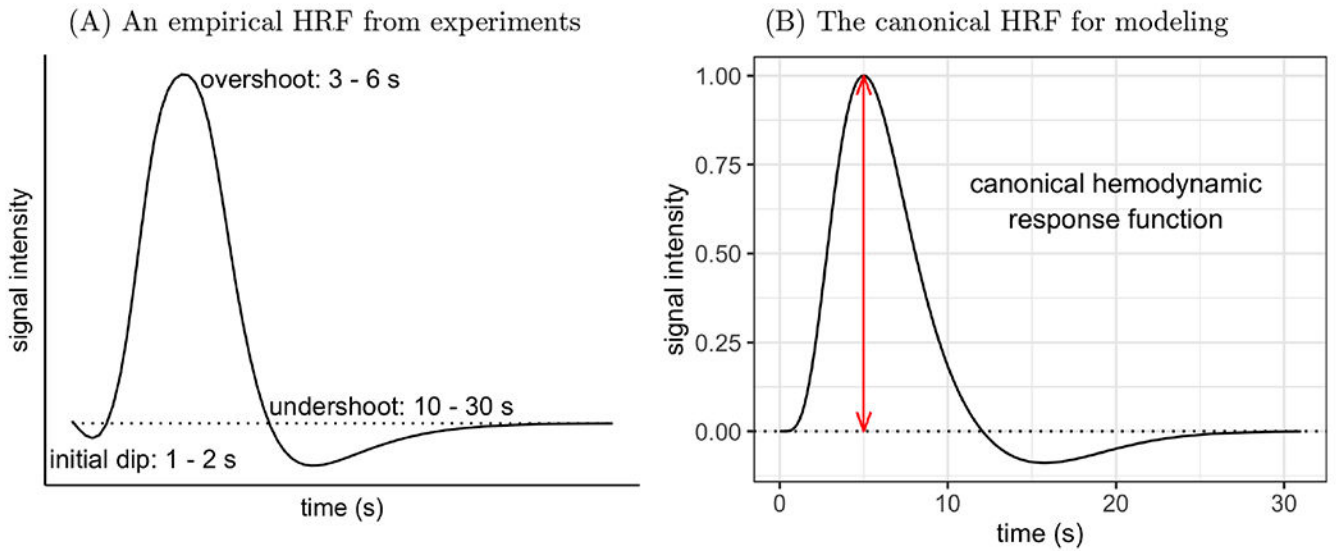 (A) An empirical HRF from experiments
overshoot: 3 - 6 s
signal intensity
undershoot: 10 - 30 s
initial dip: 1 - 2 s
time (s)
(B) The canonical HRF for modeling
1.00
0.75
0.50
0.25
0.00
signal intensity
canonical hemodynamic
response function
0
10
20
30
time (s)